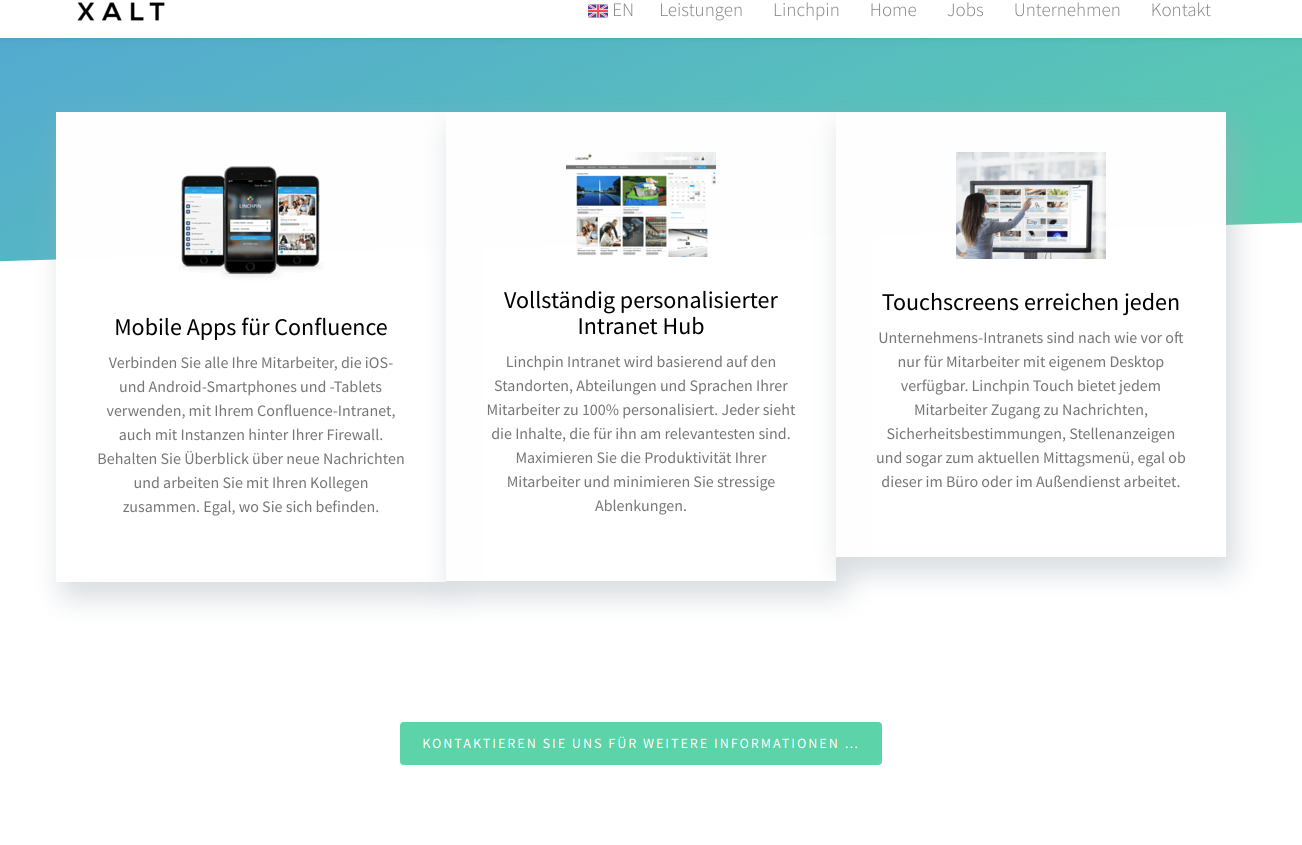 XALT
EN Leistungen Linchpin Home Jobs Unternehmen Kontakt
LINCHPIN
Mobile Apps für Confluence
Verbinden Sie alle Ihre Mitarbeiter, die iOS-
und Android-Smartphones und -Tablets
verwenden, mit Ihrem Confluence-Intranet,
auch mit Instanzen hinter Ihrer Firewall.
Behalten Sie Überblick über neue Nachrichten
und arbeiten Sie mit Ihren Kollegen
zusammen. Egal, wo Sie sich befinden.
Vollständig personalisierter
Intranet Hub
Linchpin Intranet wird basierend auf den
Standorten, Abteilungen und Sprachen Ihrer
Mitarbeiter zu 100% personalisiert. Jeder sieht
die Inhalte, die für ihn am relevantesten sind.
Maximieren Sie die Produktivität Ihrer
Mitarbeiter und minimieren Sie stressige
Ablenkungen.
Touchscreens erreichen jeden
Unternehmens-Intranets sind nach wie vor oft
nur für Mitarbeiter mit eigenem Desktop
verfügbar. Linchpin Touch bietet jedem
Mitarbeiter Zugang zu Nachrichten,
Sicherheitsbestimmungen, Stellenanzeigen
und sogar zum aktuellen Mittagsmenü, egal ob
dieser im Büro oder im Außendienst arbeitet.
KONTAKTIEREN SIE UNS FÜR WEITERE INFORMATIONEN ...